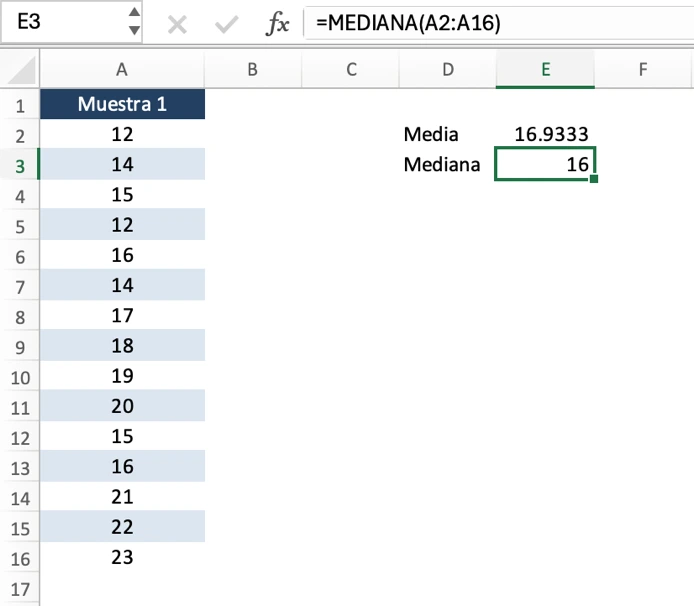 E3 fx =MEDIANA(A2:A16)
A B C D E F
1 Muestra 1
2 12 Media 16.9333
3 14 Mediana 16
4 15
5 12
6 16
7 14
8 17
9 18
10 19
11 20
12 15
13 16
14 21
15 22
16 23
17